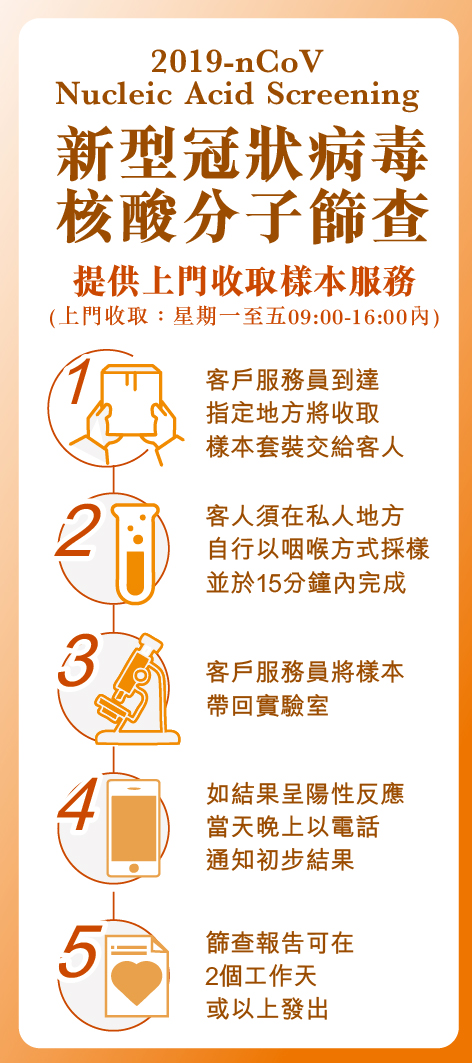 2019-nCoV
Nucleic Acid Screening
新型冠狀病毒
核酸分子篩查
提供上門收取樣本服務
(上門收取：星期一至五09:00-16:00內)
1
客戶服務員到達
指定地方將收取
樣本套裝交給客人
2
客人須在私人地方
自行以咽喉方式採樣
並於15分鐘內完成
3
客戶服務員將樣本
帶回實驗室
4
如結果呈陽性反應
當天晚上以電話
通知初步結果
5
篩查報告可在
2個工作天
或以上發出